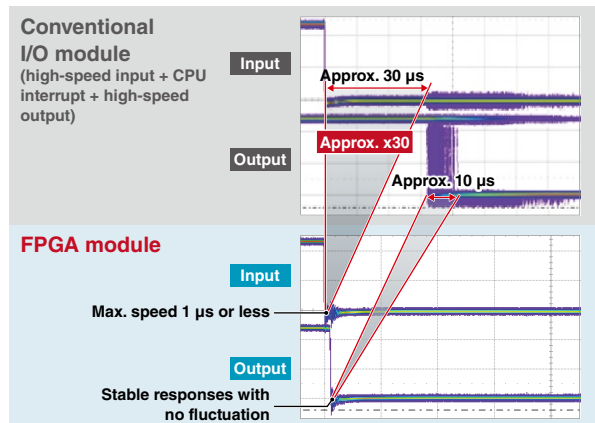 Conventional
I/O module
(high-speed input + CPU
interrupt + high-speed
output)
Input
Approx. 30 µs
Approx. x30
Output
Approx. 10 µs
FPGA module
Input
Max. speed 1 µs or less
Output
Stable responses with
no fluctuation